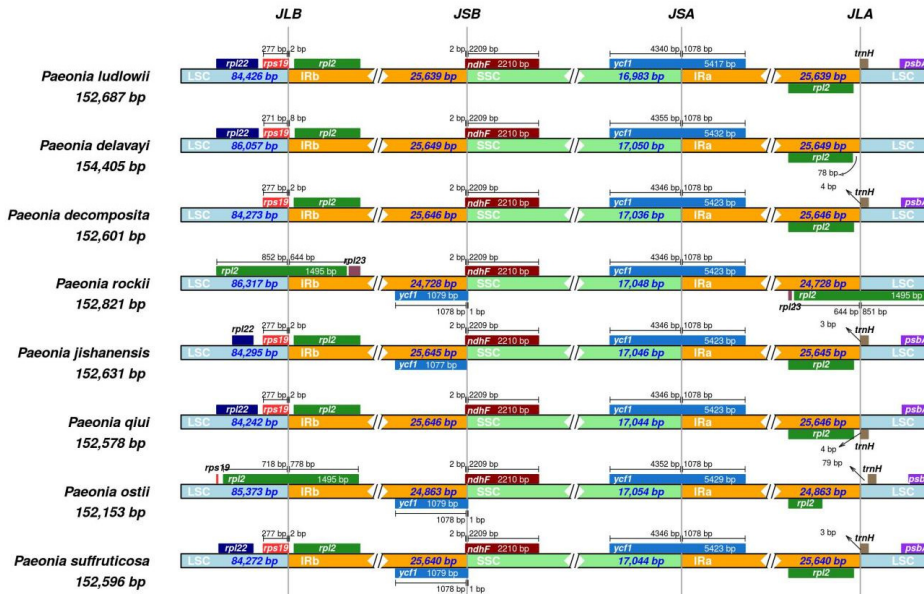 JLB JSB JSA JLA
277 bp 2 bp 2 bp 2209 bp 4340 bp 1078 bp trnH
rpl22 rps19 rpl2 ndhF 2210 bp ycf1 5417 bp psbA
Paeonia ludlowii LSC 84,426 bp IRb 25,639 bp SSC 16,983 bp IRa 25,639 bp LSC
152,687 bp rpl2
271 bp 8 bp 2 bp 2209 bp 4355 bp 1078 bp
rpl22 rps19 rpl2 ndhF 2210 bp ycf1 5432 bp
Paeonia delavayi LSC 86,057 bp IRb 25,649 bp SSC 17,050 bp IRa 25,649 bp LSC
154,405 bp rpl2
78 bp
277 bp 2 bp 2 bp 2209 bp 4346 bp 1078 bp 4 bp trnH
rps19 rpl2 ndhF 2210 bp ycf1 5423 bp psbA
Paeonia decomposita LSC 84,273 bp IRb 25,646 bp SSC 17,036 bp IRa 25,646 bp LSC
152,601 bp rpl2
852 bp 644 bp rpl23 2 bp 2209 bp 4346 bp 1078 bp
rpl2 1495 bp ndhF 2210 bp ycf1 5423 bp
Paeonia rockii LSC 86,317 bp IRb 24,728 bp SSC 17,048 bp IRa 24,728 bp LSC
152,821 bp ycf1 1079 bp rpl2 1495 bp
1078 bp 1 bp rpl23 644 bp 851 bp
rpl22 277 bp 2 bp 2 bp 2209 bp 4346 bp 1078 bp 3 bp trnH
rps19 rpl2 ndhF 2210 bp ycf1 5423 bp psbA
Paeonia jishanensis LSC 84,295 bp IRb 25,645 bp SSC 17,046 bp IRa 25,645 bp LSC
152,631 bp ycf1 1077 bp rpl2
277 bp 2 bp 2 bp 2209 bp 4346 bp 1078 bp
rpl22 rps19 rpl2 ndhF 2210 bp ycf1 5423 bp psbA
Paeonia qiui LSC 84,242 bp IRb 25,646 bp SSC 17,044 bp IRa 25,646 bp LSC
152,578 bp rpl2
4 bp trnH
rps19 718 bp 778 bp 2 bp 2209 bp 4352 bp 1078 bp 79 bp trnH
rpl2 1495 bp ndhF 2210 bp ycf1 5429 bp psb
Paeonia ostii LSC 85,373 bp IRb 24,863 bp SSC 17,054 bp IRa 24,863 bp LSC
152,153 bp ycf1 1079 bp rpl2
1078 bp 1 bp
277 bp 2 bp 2 bp 2209 bp 4346 bp 1078 bp 3 bp trnH
rpl22 rps19 rpl2 ndhF 2210 bp ycf1 5423 bp psbA
Paeonia suffruticosa LSC 84,272 bp IRb 25,640 bp SSC 17,044 bp IRa 25,640 bp LSC
152,596 bp ycf1 1079 bp rpl2
1078 bp 1 bp